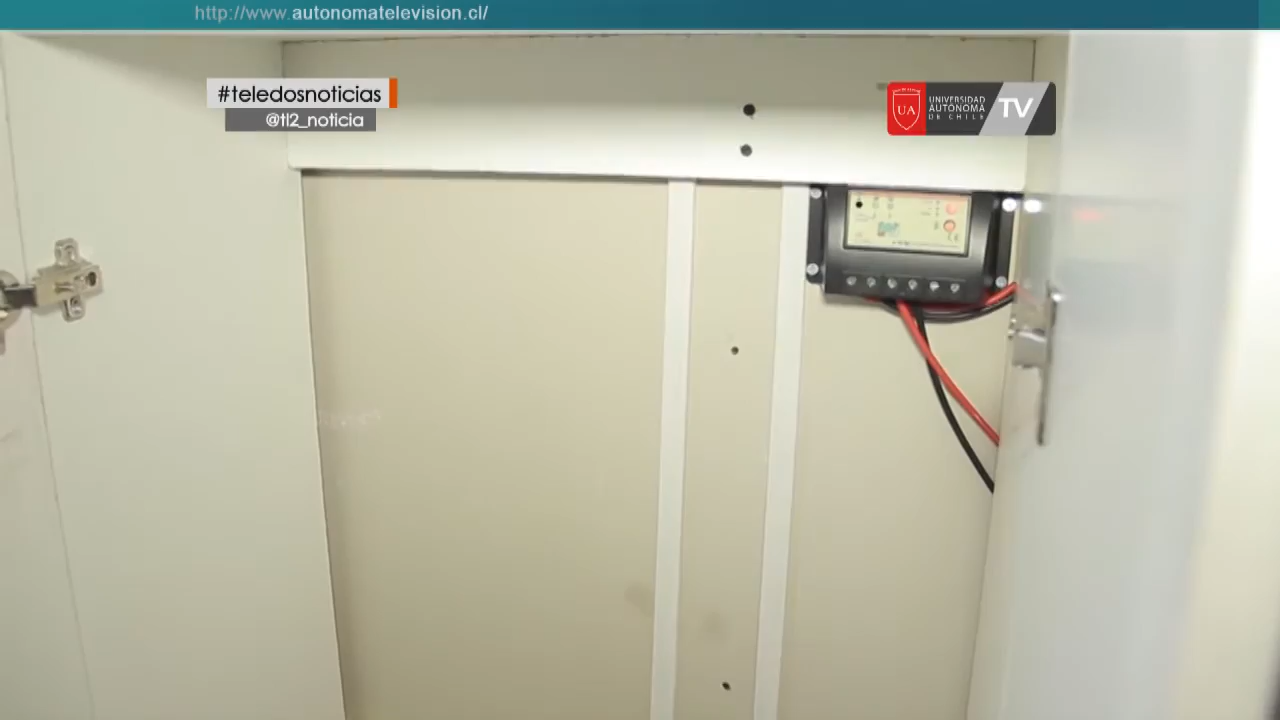 http://www.autonomatelevision.cl/
#teledosnoticias
@tl2_noticia
UA
UNIVERSIDAD
AUTÓNOMA
DE CHILE
TV